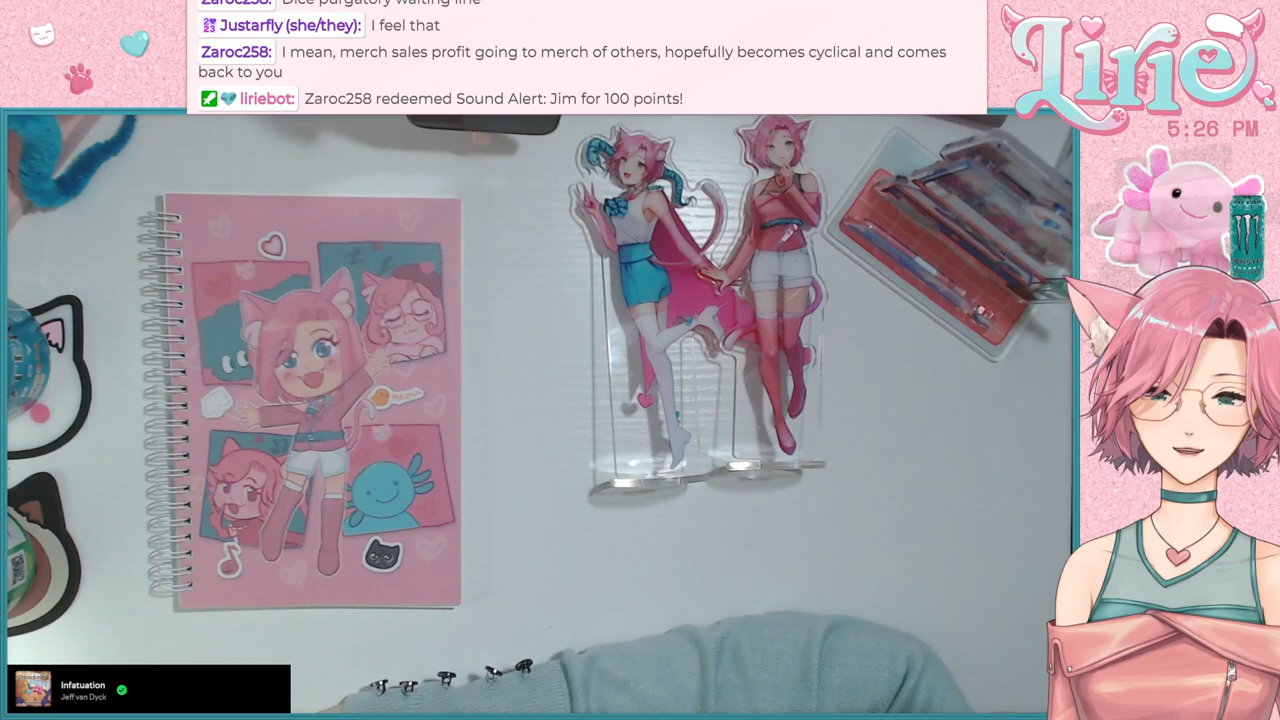 Zaroc258: Dice purgatory waiting line
Justarfly (she/they): I feel that
Zaroc258: I mean, merch sales profit going to merch of others, hopefully becomes cyclical and comes
back to you
liriebot: Zaroc258 redeemed Sound Alert: Jim for 100 points!
Lirie
5:26 PM
Infatuation
Jeff van Dyck